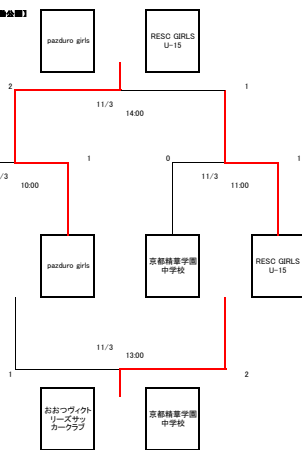 公園】
pazduro girls
RESC GIRLS
U-15
2
1
11/3
14:00
1
0
1
/3
10:00
11/3
11:00
pazduro girls
京都精華学園
中学校
RESC GIRLS
U-15
11/3
13:00
1
2
おおつヴィクト
リーズサッ
カークラブ
京都精華学園
中学校